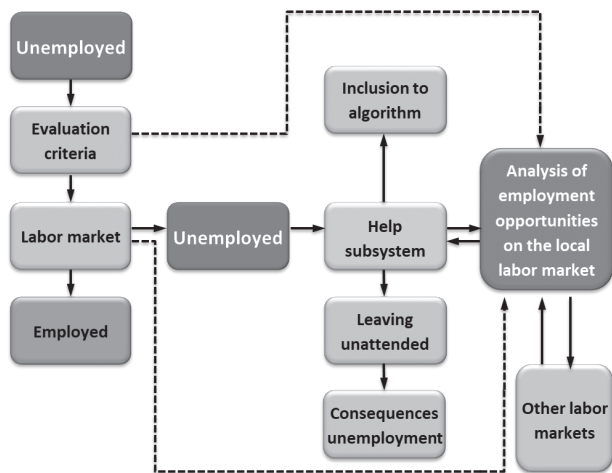 Unemployed
Evaluation
criteria
Labor market
Employed
Unemployed
Inclusion to
algorithm
Help
subsystem
Leaving
unattended
Consequences
unemployment
Analysis of
employment
opportunities
on the local
labor market
Other labor
markets